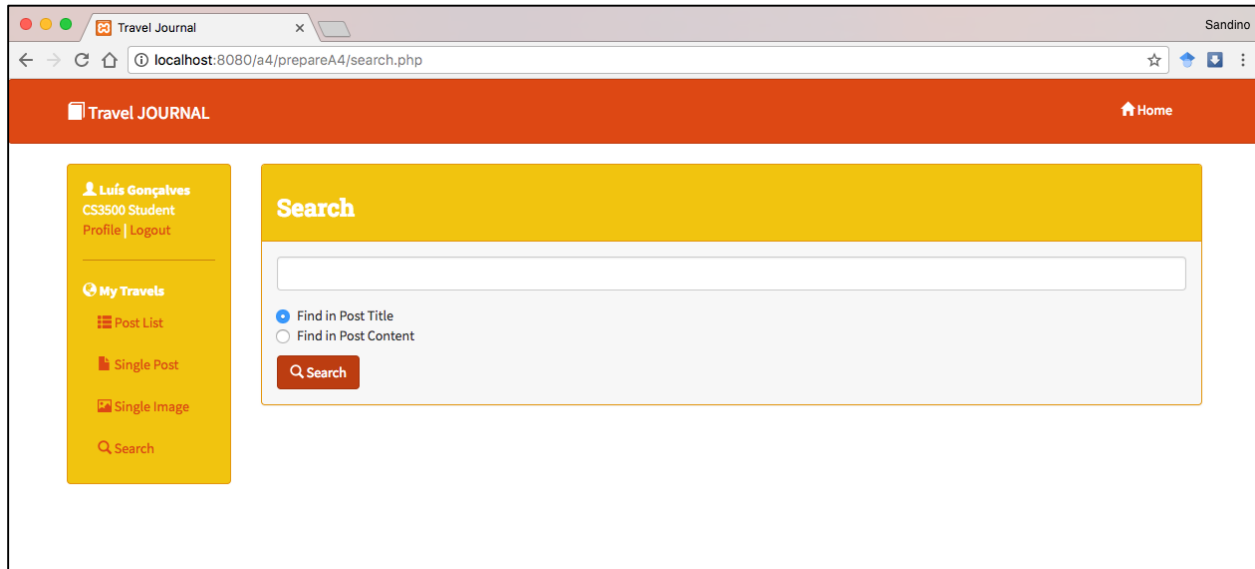 Travel Journal
Sandino
localhost:8080/a4/prepareA4/search.php
Travel JOURNAL
Home
Luís Gonçalves
CS3500 Student
Profile | Logout
My Travels
Post List
Single Post
Single Image
Search
Search
Find in Post Title
Find in Post Content
Search